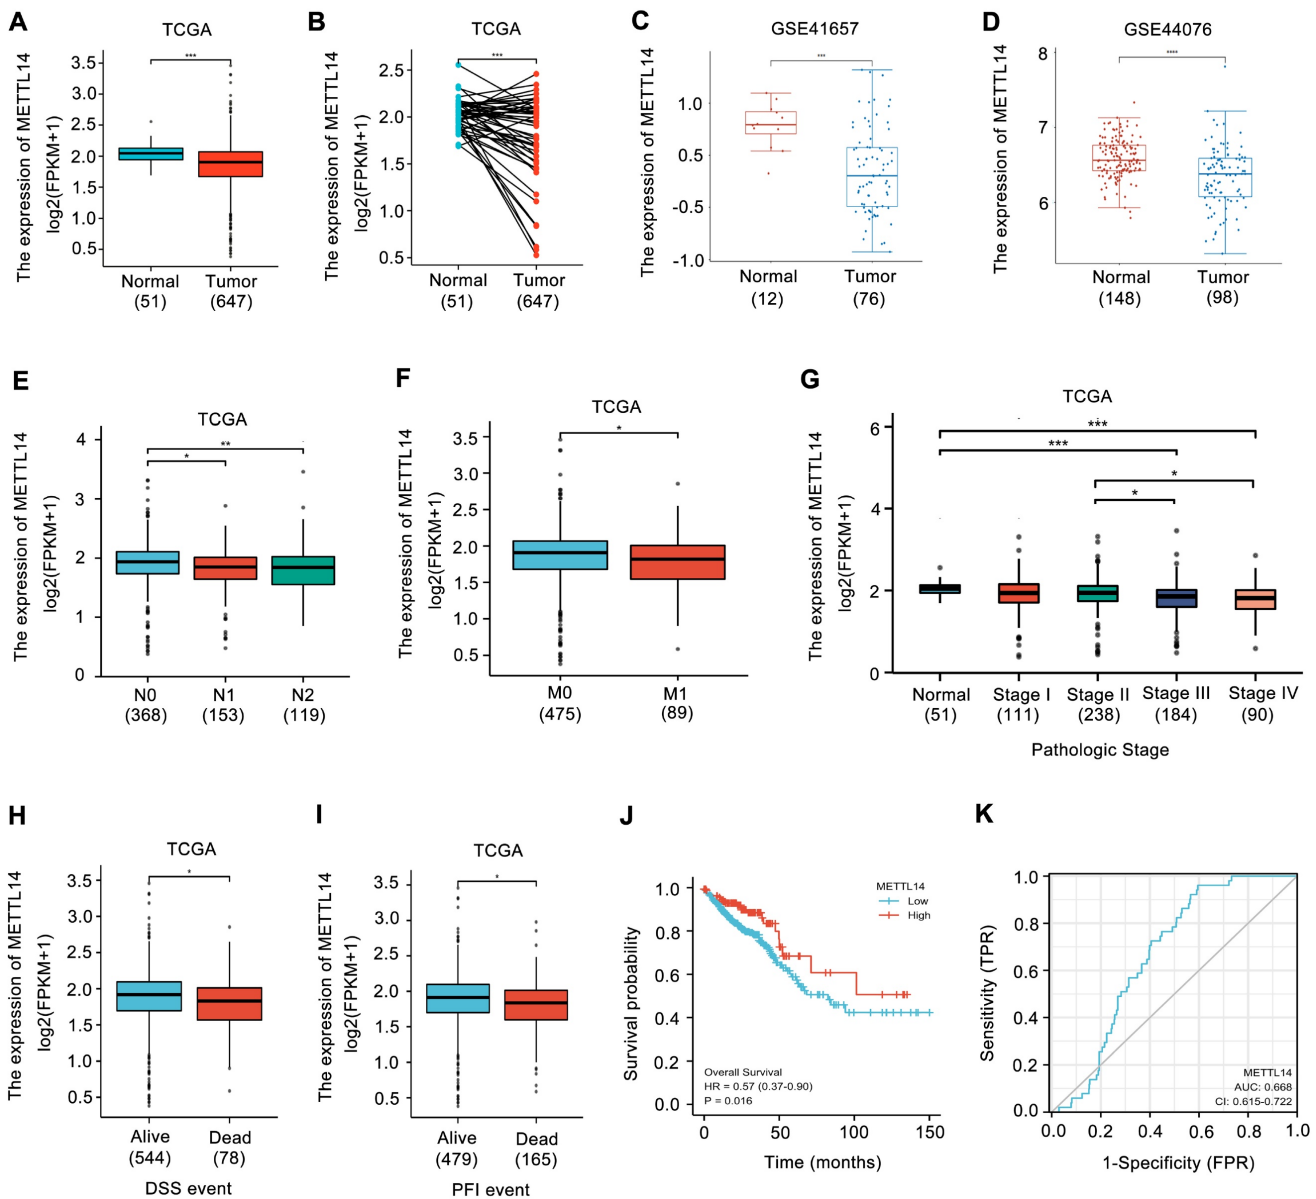 A
TCGA
The expression of METTL14
log2(FPKM+1)
3.5
3.0
2.5
2.0
1.5
1.0
0.5
***
Normal
(51)
Tumor
(647)
B
TCGA
The expression of METTL14
log2(FPKM+1)
2.5
2.0
1.5
1.0
0.5
***
Normal
(51)
Tumor
(647)
C
GSE41657
The expression of METTL14
1.0
0.5
-0.5
-1.0
***
Normal
(12)
Tumor
(76)
D
GSE44076
The expression of METTL14
8
7
6
****
Normal
(148)
Tumor
(98)
E
TCGA
The expression of METTL14
log2(FPKM+1)
4
3
2
1
0
**
*
N0
(368)
N1
(153)
N2
(119)
F
TCGA
The expression of METTL14
log2(FPKM+1)
3.5
3.0
2.5
2.0
1.5
1.0
0.5
*
M0
(475)
M1
(89)
G
TCGA
The expression of METTL14
log2(FPKM+1)
6
4
2
0
***
***
*
*
Normal
(51)
Stage I
(111)
Stage II
(238)
Stage III
(184)
Stage IV
(90)
Pathologic Stage
H
TCGA
The expression of METTL14
log2(FPKM+1)
3.5
3.0
2.5
2.0
1.5
1.0
0.5
*
Alive
(544)
Dead
(78)
DSS event
I
TCGA
The expression of METTL14
log2(FPKM+1)
3.5
3.0
2.5
2.0
1.5
1.0
0.5
*
Alive
(479)
Dead
(165)
PFI event
J
Survival probability
1.0
0.8
0.6
0.4
0.2
0.0
METTL14
Low
High
Overall Survival
HR = 0.57 (0.37-0.90)
P = 0.016
0
50
100
150
Time (months)
K
Sensitivity (TPR)
1.0
0.8
0.6
0.4
0.2
0.0
METTL14
AUC: 0.668
CI: 0.615-0.722
0.0
0.2
0.4
0.6
0.8
1.0
1-Specificity (FPR)